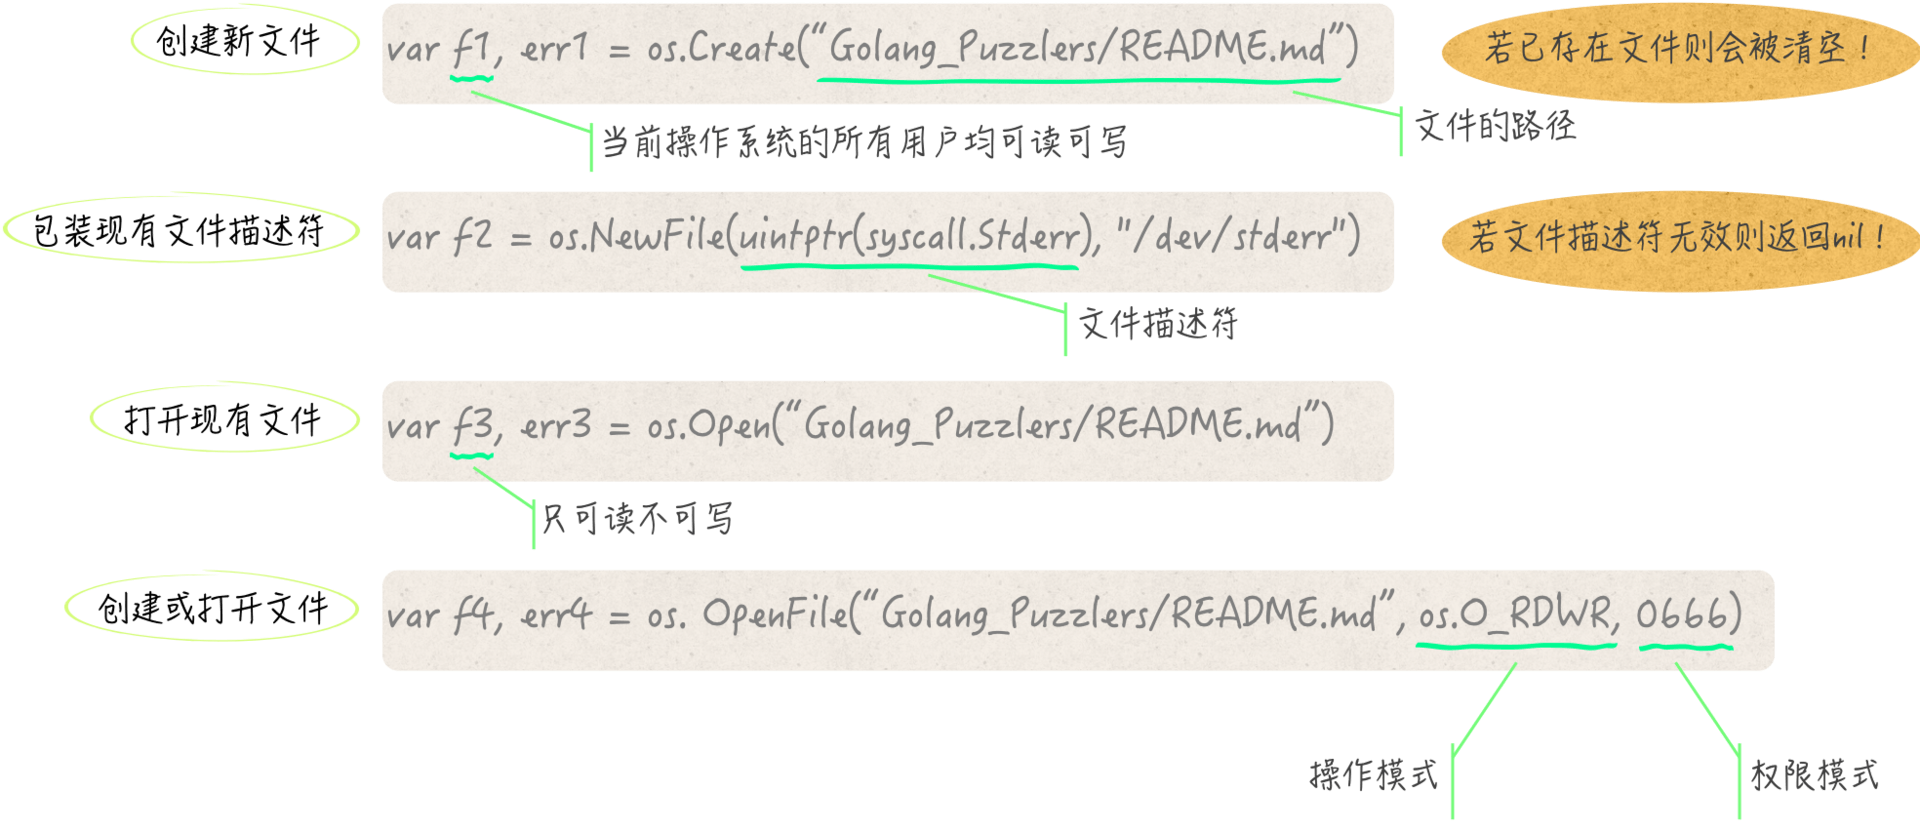 创建新文件
var f1, err1 = os.Create(“Golang_Puzzlers/README.md”)
若已存在文件则会被清空！
当前操作系统的所有用户均可读可写
文件的路径
包装现有文件描述符
var f2 = os.NewFile(uintptr(syscall.Stderr), "/dev/stderr")
若文件描述符无效则返回nil！
文件描述符
打开现有文件
var f3, err3 = os.Open(“Golang_Puzzlers/README.md”)
只可读不可写
创建或打开文件
var f4, err4 = os. OpenFile(“Golang_Puzzlers/README.md”, os.O_RDWR, 0666)
操作模式
权限模式